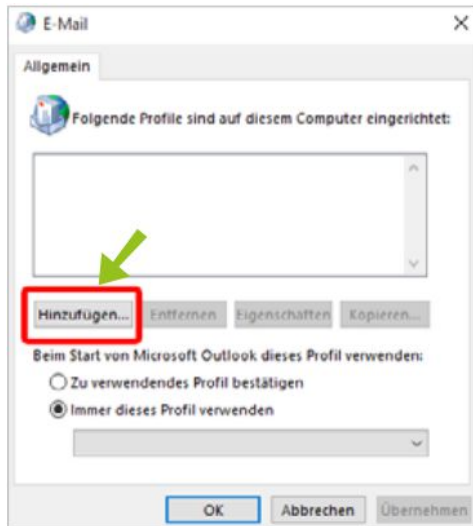 E-Mail
Allgemein
Folgende Profile sind auf diesem Computer eingerichtet:
Hinzufügen... Entfernen Eigenschaften Kopieren...
Beim Start von Microsoft Outlook dieses Profil verwenden:
Zu verwendendes Profil bestätigen
Immer dieses Profil verwenden
OK Abbrechen Übernehmen